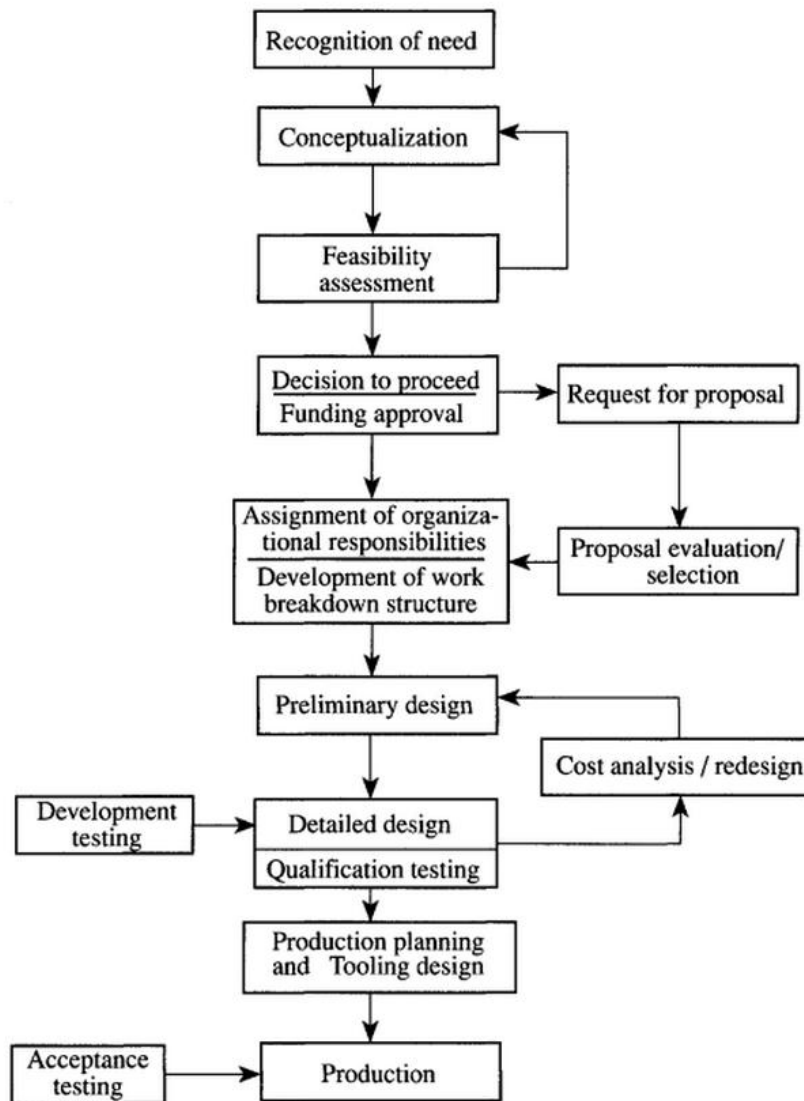 Recognition of need
Conceptualization
Feasibility
assessment
Decision to proceed
Funding approval
Request for proposal
Assignment of organiza-
tional responsibilities
Development of work
breakdown structure
Proposal evaluation/
selection
Preliminary design
Cost analysis / redesign
Development
testing
Detailed design
Qualification testing
Production planning
and Tooling design
Acceptance
testing
Production